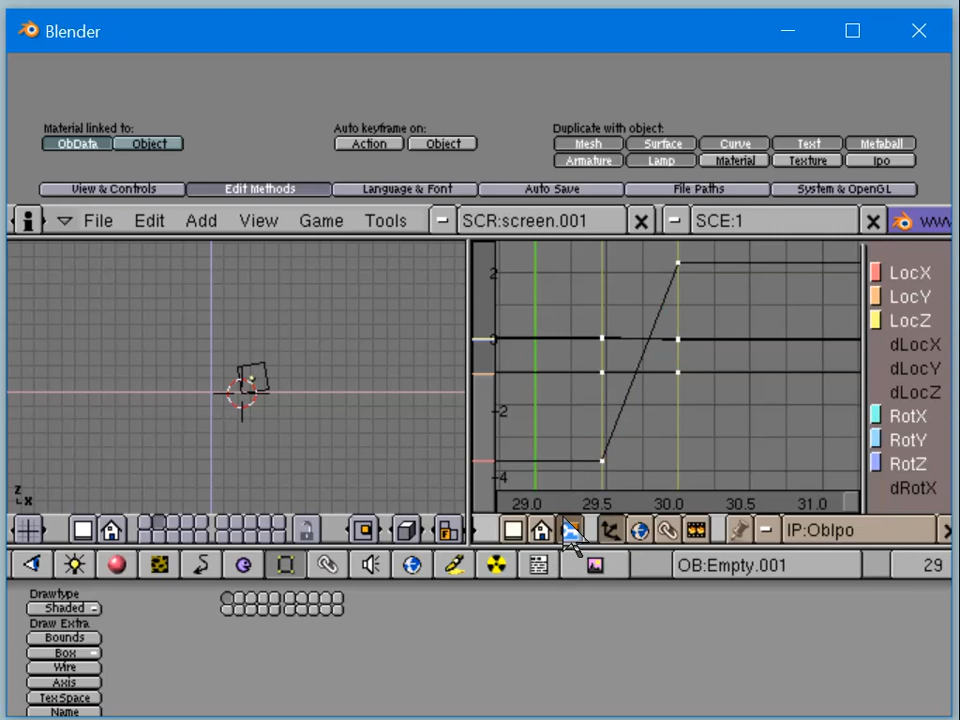 Blender
Material linked to:
Auto keyframe on:
Duplicate with object:
ObData Object
Action Object
Mesh Surface Curve Text Metaball
Armature Lamp Material Texture Ipo
View & Controls Edit Methods Language & Font Auto Save File Paths System & OpenGL
File Edit Add View Game Tools SCR:screen.001 SCE:1 www
2
0
-2
-4
29.0 29.5 30.0 30.5 31.0
LocX
LocY
LocZ
dLocX
dLocY
dLocZ
RotX
RotY
RotZ
dRotX
Z
X
IP:ObIpo
OB:Empty.001 29
Drawtype
Shaded
Draw Extra
Bounds
Box
Wire
Axis
TexSpace
Name